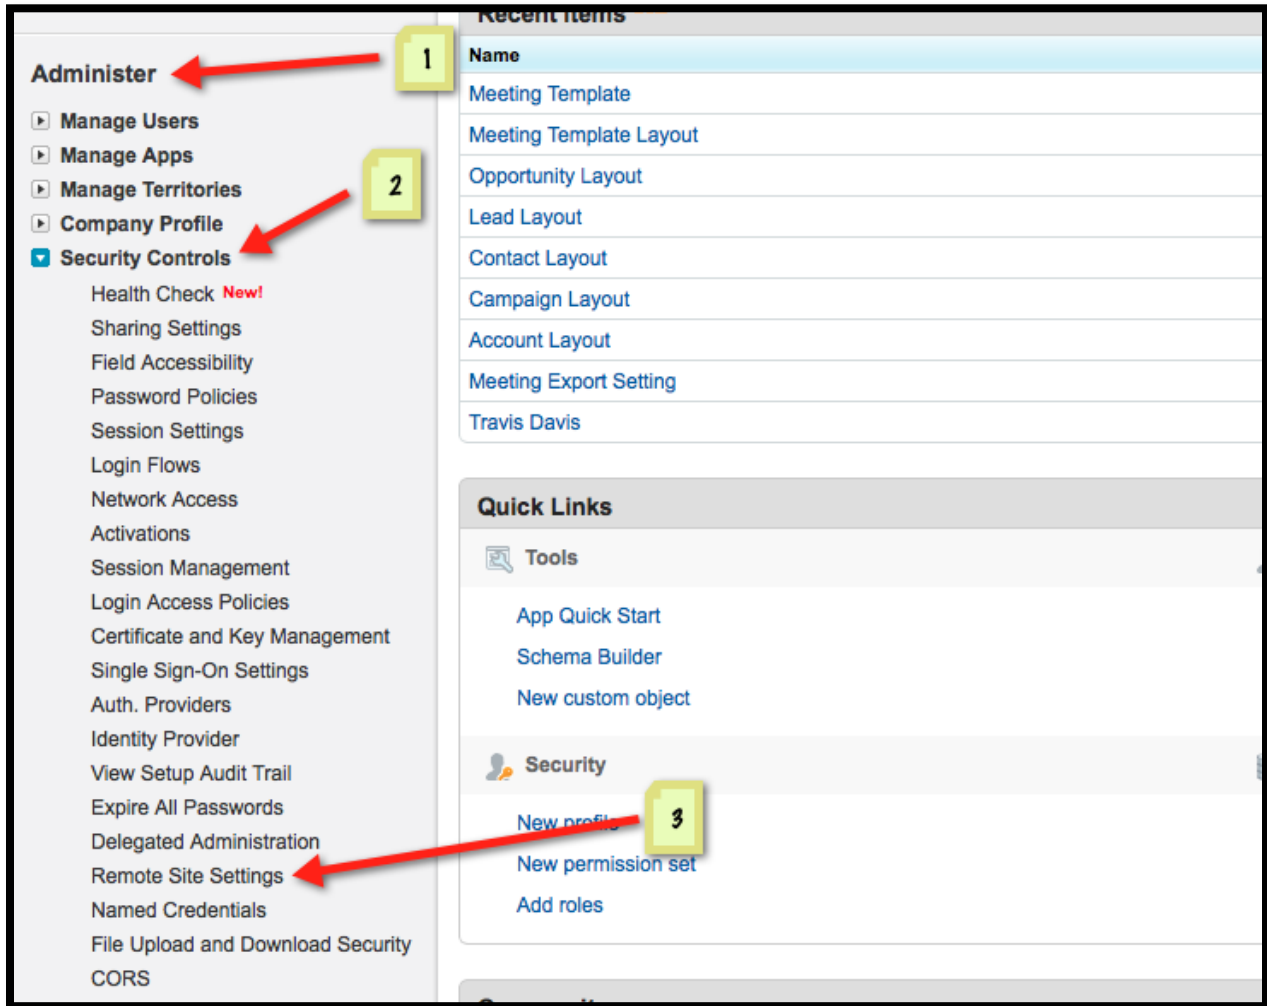 Administer
1
Manage Users
Manage Apps
Manage Territories
2
Company Profile
Security Controls
Health Check New!
Sharing Settings
Field Accessibility
Password Policies
Session Settings
Login Flows
Network Access
Activations
Session Management
Login Access Policies
Certificate and Key Management
Single Sign-On Settings
Auth. Providers
Identity Provider
View Setup Audit Trail
Expire All Passwords
Delegated Administration
Remote Site Settings
Named Credentials
File Upload and Download Security
CORS
Recent Items
Name
Meeting Template
Meeting Template Layout
Opportunity Layout
Lead Layout
Contact Layout
Campaign Layout
Account Layout
Meeting Export Setting
Travis Davis
Quick Links
Tools
App Quick Start
Schema Builder
New custom object
Security
New profile
3
New permission set
Add roles